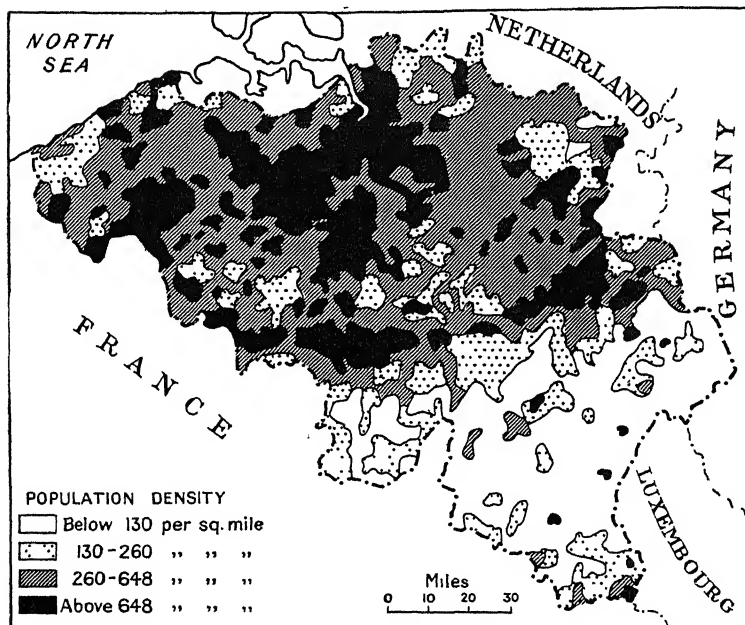 NORTH
SEA
NETHERLANDS
GERMANY
FRANCE
LUXEMBOURG
POPULATION DENSITY
Below 130 per sq. mile
130-260 ,, ,, ,,
260-648 ,, ,, ,,
Above 648 ,, ,, ,,
Miles
0 10 20 30